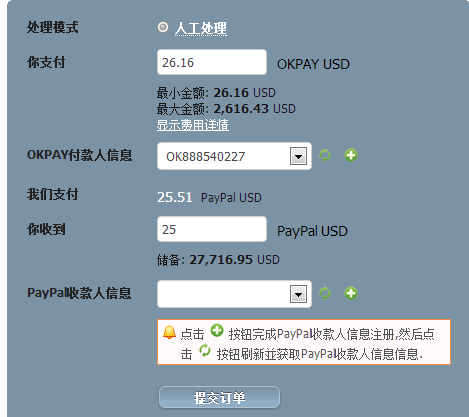 处理模式 人工处理
你支付 26.16 OKPAY USD
最小金额: 26.16 USD
最大金额: 2,616.43 USD
显示费用详情
OKPAY付款人信息 OK888540227
我们支付 25.51 PayPal USD
你收到 25 PayPal USD
储备: 27,716.95 USD
PayPal收款人信息
点击 按钮完成PayPal收款人信息注册,然后点
击 按钮刷新並获取PayPal收款人信息信息.
提交订单